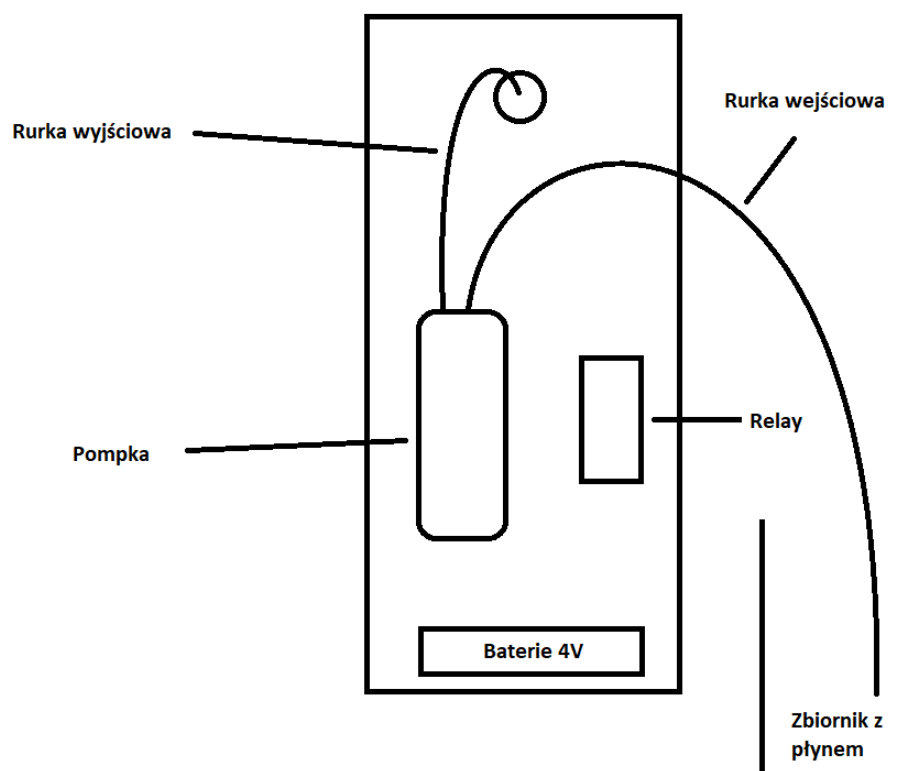 Rurka wejściowa
Rurka wyjściowa
Relay
Pompka
Baterie 4V
Zbiornik z
płynem